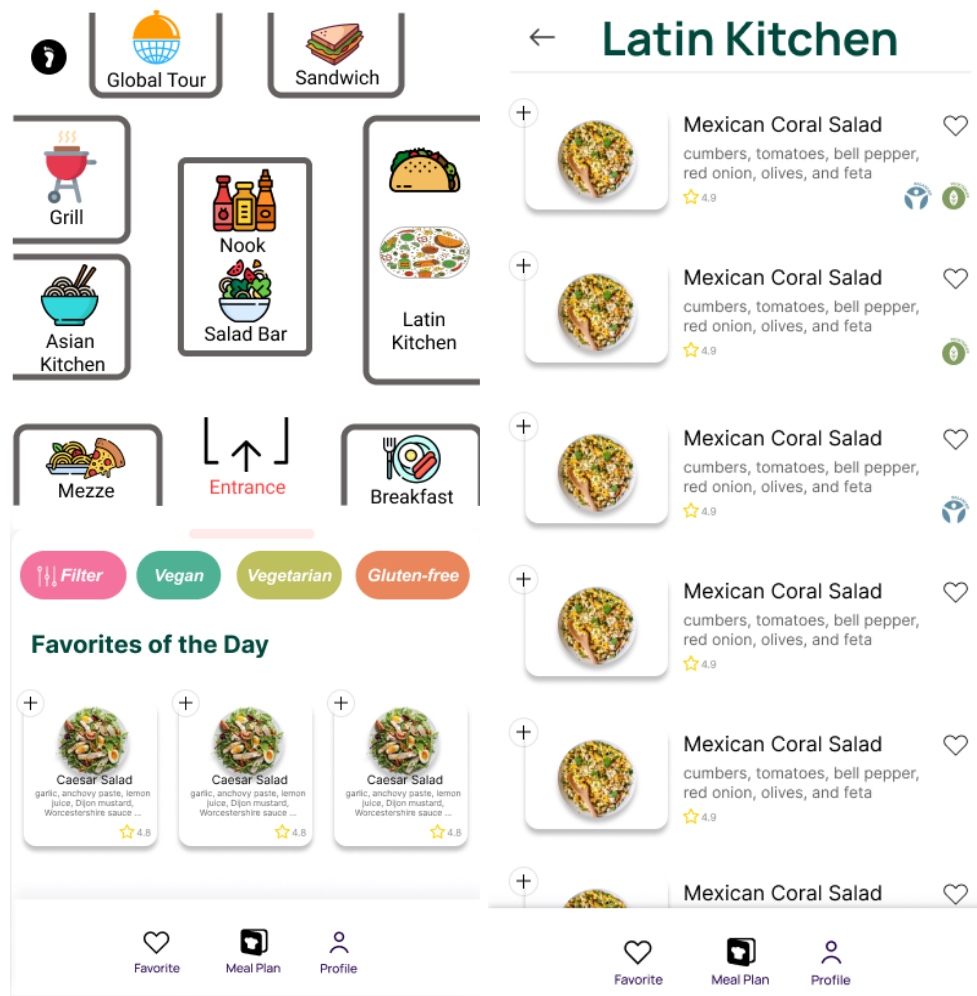 Global Tour
Sandwich
Grill
Nook
Salad Bar
Asian
Kitchen
Latin
Kitchen
Mezze
Entrance
Breakfast
Filter
Vegan
Vegetarian
Gluten-free
Favorites of the Day
Caesar Salad
garlic, anchovy paste, lemon
juice, Dijon mustard,
Worcestershire sauce ...
4.8
Caesar Salad
garlic, anchovy paste, lemon
juice, Dijon mustard,
Worcestershire sauce ...
4.8
Caesar Salad
garlic, anchovy paste, lemon
juice, Dijon mustard,
Worcestershire sauce ...
4.8
Favorite
Meal Plan
Profile
Latin Kitchen
Mexican Coral Salad
cumbers, tomatoes, bell pepper,
red onion, olives, and feta
4.9
Mexican Coral Salad
cumbers, tomatoes, bell pepper,
red onion, olives, and feta
4.9
Mexican Coral Salad
cumbers, tomatoes, bell pepper,
red onion, olives, and feta
4.9
Mexican Coral Salad
cumbers, tomatoes, bell pepper,
red onion, olives, and feta
4.9
Mexican Coral Salad
cumbers, tomatoes, bell pepper,
red onion, olives, and feta
4.9
Mexican Coral Salad
Favorite
Meal Plan
Profile